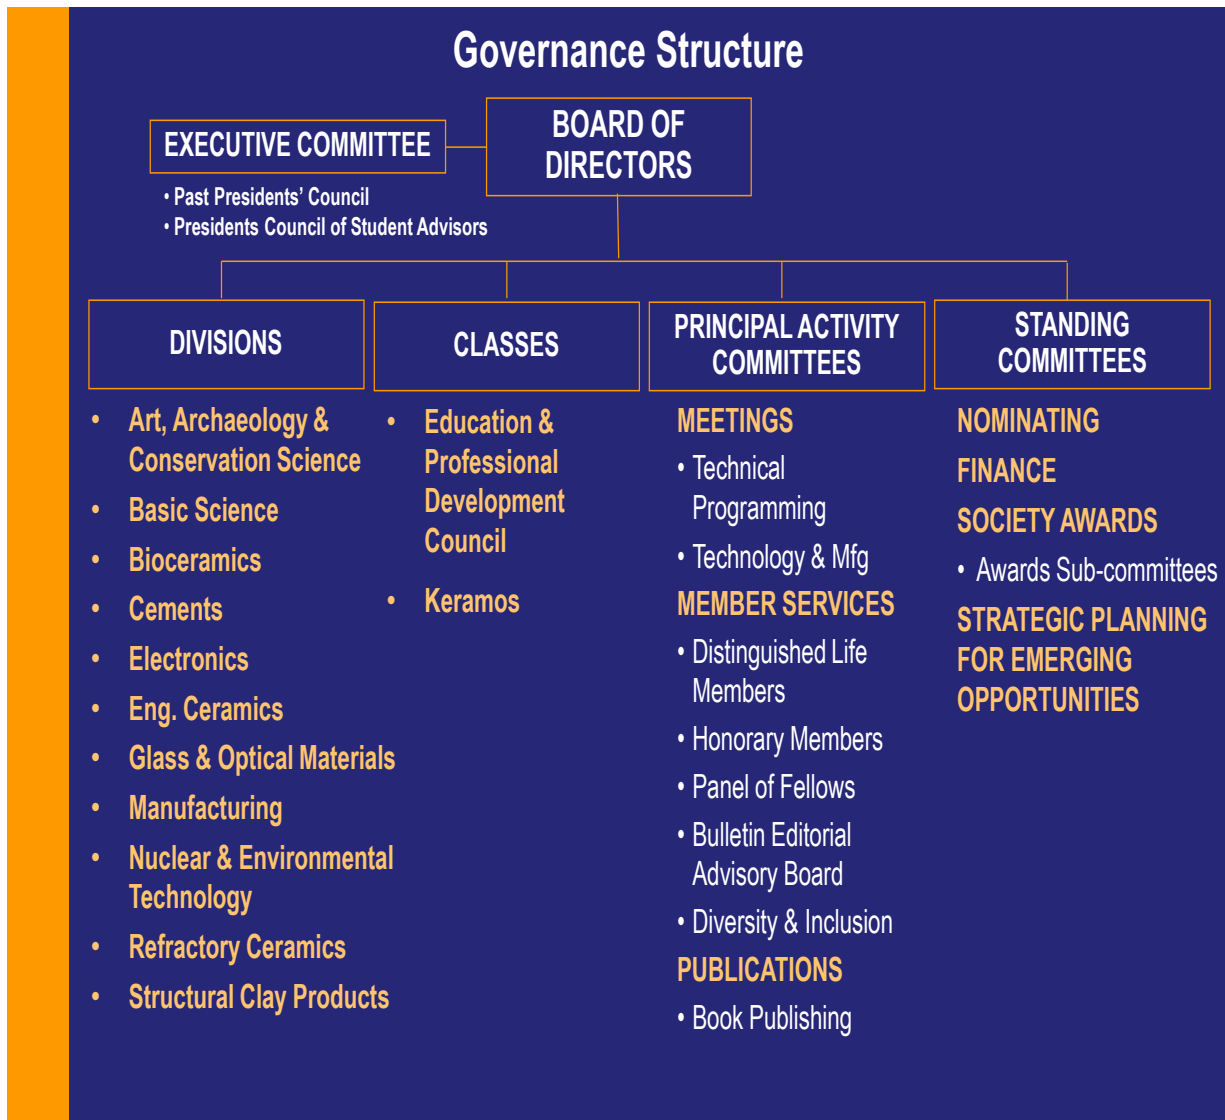 Governance Structure
EXECUTIVE COMMITTEE
• Past Presidents’ Council
• Presidents Council of Student Advisors
BOARD OF
DIRECTORS
DIVISIONS
• Art, Archaeology &
Conservation Science
• Basic Science
• Bioceramics
• Cements
• Electronics
• Eng. Ceramics
• Glass & Optical Materials
• Manufacturing
• Nuclear & Environmental
Technology
• Refractory Ceramics
• Structural Clay Products
CLASSES
• Education &
Professional
Development
Council
• Keramos
PRINCIPAL ACTIVITY
COMMITTEES
MEETINGS
• Technical
Programming
• Technology & Mfg
MEMBER SERVICES
• Distinguished Life
Members
• Honorary Members
• Panel of Fellows
• Bulletin Editorial
Advisory Board
• Diversity & Inclusion
PUBLICATIONS
• Book Publishing
STANDING
COMMITTEES
NOMINATING
FINANCE
SOCIETY AWARDS
• Awards Sub-committees
STRATEGIC PLANNING
FOR EMERGING
OPPORTUNITIES